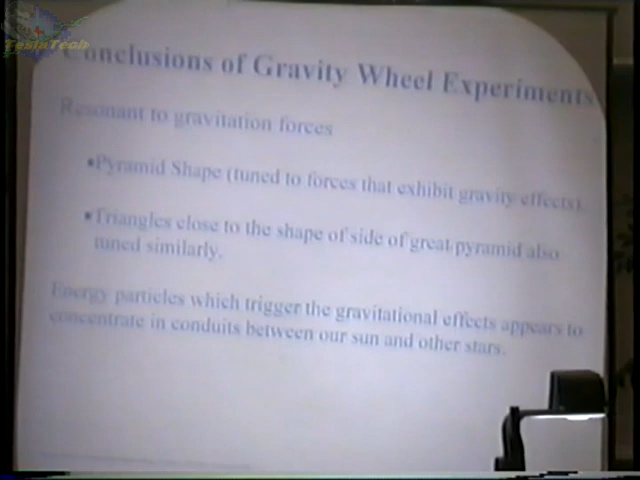 TeslaTech
Conclusions of Gravity Wheel Experiments
Resonant to gravitation forces
•Pyramid Shape (tuned to forces that exhibit gravity effects).
•Triangles close to the shape of side of great pyramid also
tuned similarly.
Energy particles which trigger the gravitational effects appears to
concentrate in conduits between our sun and other stars.